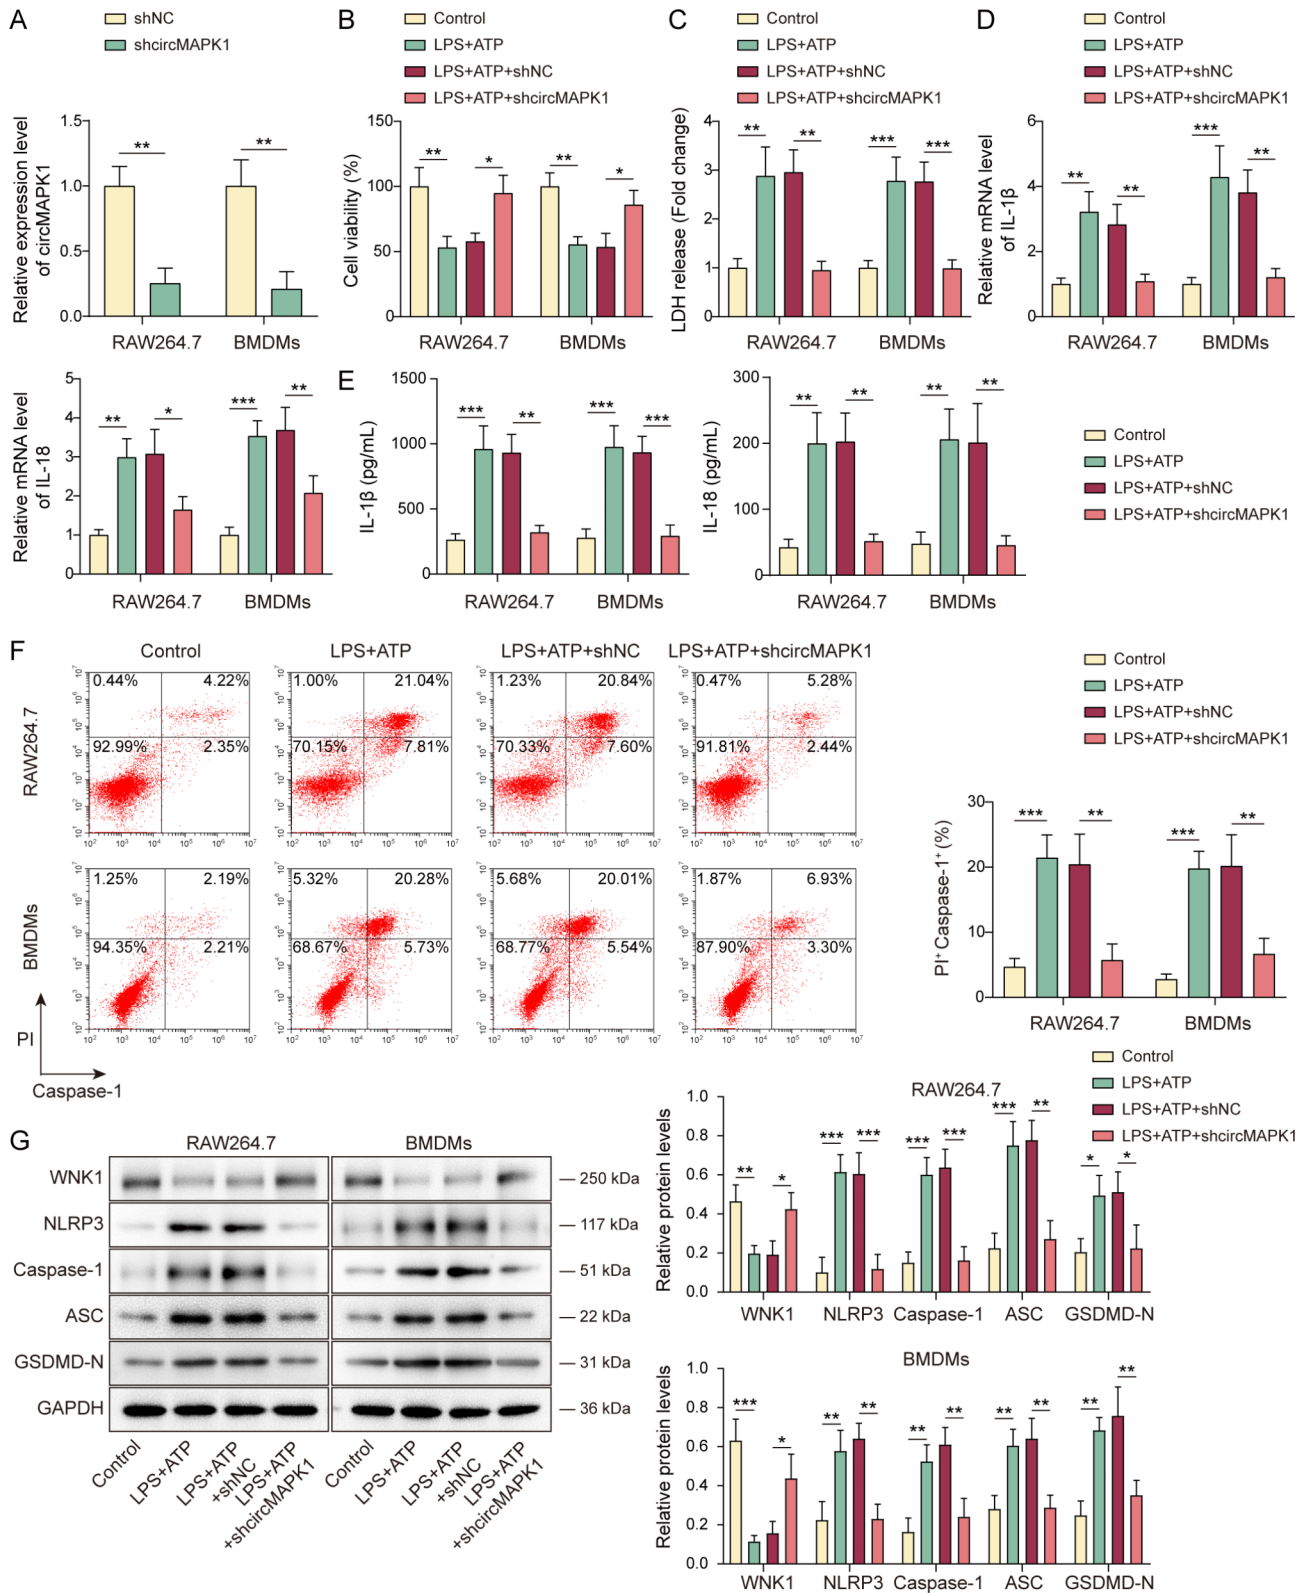 A
shNC
shcircMAPK1
Relative expression level
of circMAPK1
1.5
1.0
0.5
0.0
** **
RAW264.7 BMDMs
B
Control
LPS+ATP
LPS+ATP+shNC
LPS+ATP+shcircMAPK1
Cell viability (%)
150
100
50
0
** * ** *
RAW264.7 BMDMs
C
Control
LPS+ATP
LPS+ATP+shNC
LPS+ATP+shcircMAPK1
LDH release (Fold change)
4
3
2
1
0
** ** *** ***
RAW264.7 BMDMs
D
Control
LPS+ATP
LPS+ATP+shNC
LPS+ATP+shcircMAPK1
Relative mRNA level
of IL-1β
6
4
2
0
** ** *** **
RAW264.7 BMDMs
Relative mRNA level
of IL-18
5
4
3
2
1
0
** * *** **
RAW264.7 BMDMs
E
IL-1β (pg/mL)
1500
1000
500
0
*** ** *** ***
RAW264.7 BMDMs
IL-18 (pg/mL)
300
200
100
0
** ** ** **
RAW264.7 BMDMs
Control
LPS+ATP
LPS+ATP+shNC
LPS+ATP+shcircMAPK1
F
Control LPS+ATP LPS+ATP+shNC LPS+ATP+shcircMAPK1
RAW264.7
0.44% 4.22% 1.00% 21.04% 1.23% 20.84% 0.47% 5.28%
92.99% 2.35% 70.15% 7.81% 70.33% 7.60% 91.81% 2.44%
BMDMs
1.25% 2.19% 5.32% 20.28% 5.68% 20.01% 1.87% 6.93%
94.35% 2.21% 68.67% 5.73% 68.77% 5.54% 87.90% 3.30%
10² 10³ 10⁴ 10⁵ 10⁶ 10⁷
PI
Caspase-1
Control
LPS+ATP
LPS+ATP+shNC
LPS+ATP+shcircMAPK1
PI⁺ Caspase-1⁺ (%)
30
20
10
0
*** ** *** **
RAW264.7 BMDMs
G
RAW264.7 BMDMs
WNK1 250 kDa
NLRP3 117 kDa
Caspase-1 51 kDa
ASC 22 kDa
GSDMD-N 31 kDa
GAPDH 36 kDa
Control
LPS+ATP
LPS+ATP
+shNC
LPS+ATP
+shcircMAPK1
Control
LPS+ATP
LPS+ATP
+shNC
LPS+ATP
+shcircMAPK1
Control
LPS+ATP
LPS+ATP+shNC
LPS+ATP+shcircMAPK1
RAW264.7
Relative protein levels
1.0
0.8
0.6
0.4
0.2
0.0
** * *** *** *** *** *** ** * *
WNK1 NLRP3 Caspase-1 ASC GSDMD-N
BMDMs
Relative protein levels
1.0
0.8
0.6
0.4
0.2
0.0
*** * ** ** ** ** ** ** ** **
WNK1 NLRP3 Caspase-1 ASC GSDMD-N